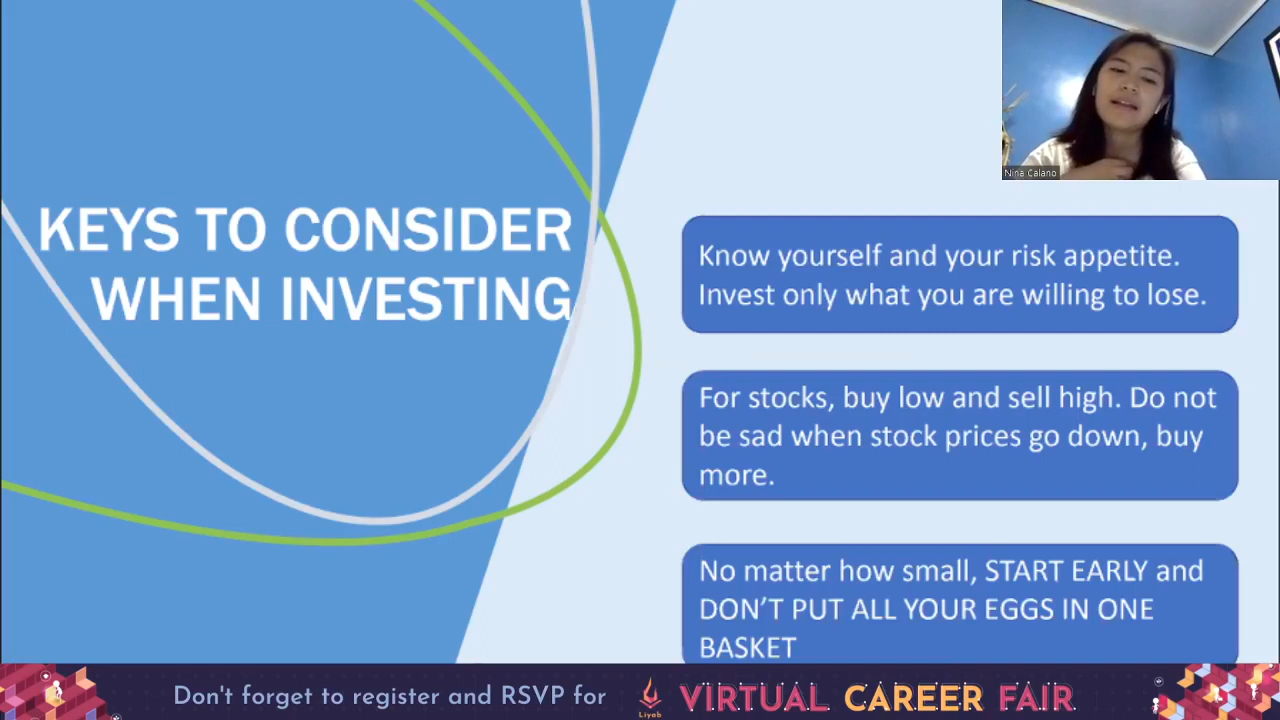 Nina Calano
KEYS TO CONSIDER
WHEN INVESTING
Know yourself and your risk appetite.
Invest only what you are willing to lose.
For stocks, buy low and sell high. Do not
be sad when stock prices go down, buy
more.
No matter how small, START EARLY and
DON'T PUT ALL YOUR EGGS IN ONE
BASKET
Don't forget to register and RSVP for
Liyab
VIRTUAL CAREER FAIR